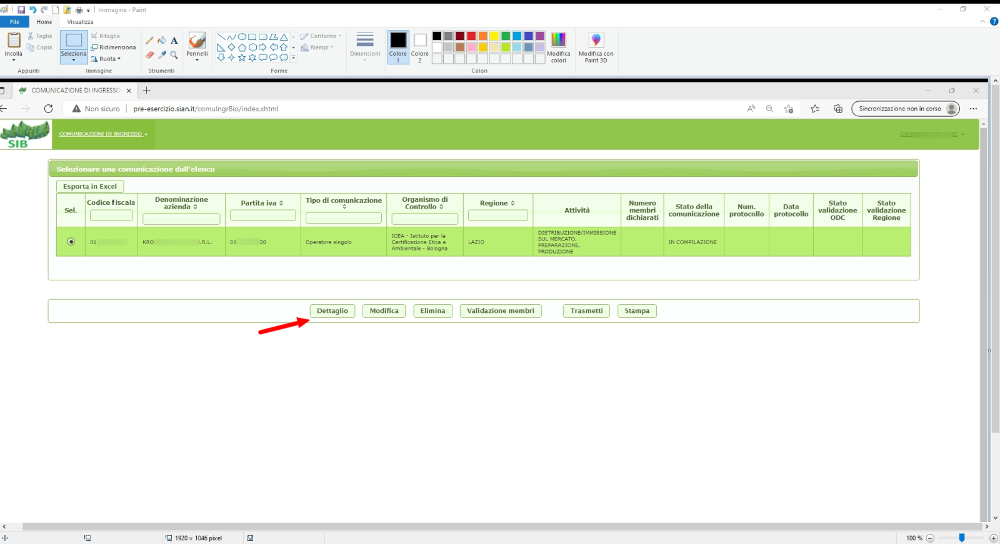 Immagine - Paint
File Home Visualizza
Incolla
Taglia
Copia
Appunti
Seleziona
Ritaglia
Ridimensiona
Ruota
Immagine
A
Strumenti
Pennelli
Contorno
Riempi
Forme
Dimensioni
Colore 1
Colore 2
Modifica colori
Colori
Modifica con Paint 3D
COMUNICAZIONE DI INGRESSO
Non sicuro | pre-esercizio.sian.it/comuIngrBio/index.xhtml
Sincronizzazione non in corso
SIB
COMUNICAZIONI DI INGRESSO
Selezionare una comunicazione dall'elenco
Esporta in Excel
Sel.
Codice fiscale
Denominazione azienda
Partita iva
Tipo di comunicazione
Organismo di Controllo
Regione
Attività
Numero membri dichiarati
Stato della comunicazione
Num. protocollo
Data protocollo
Stato validazione ODC
Stato validazione Regione
01
KRO
S.R.L.
01
30
Operatore singolo
ICEA - Istituto per la
Certificazione Etica e
Ambientale - Bologna
LAZIO
DISTRIBUZIONE/IMMISSIONE
SUL MERCATO,
PREPARAZIONE,
PRODUZIONE
IN COMPILAZIONE
Dettaglio Modifica Elimina Validazione membri Trasmetti Stampa
1920 × 1046 pixel
100 %